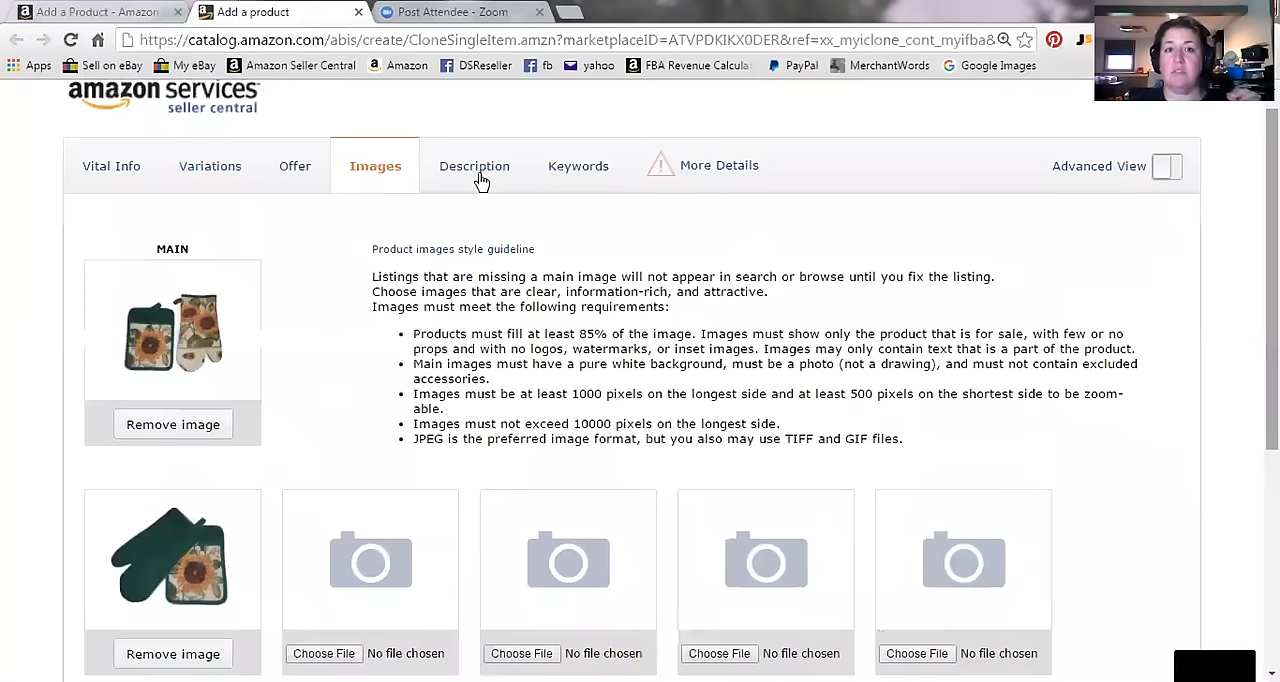 Add a Product - Amazon
Add a product
Post Attendee - Zoom
https://catalog.amazon.com/abis/create/CloneSingleItem.amzn?marketplaceID=ATVPDKIKX0DER&ref=xx_myiclone_cont_myifba&
JS
Apps
Sell on eBay
My eBay
Amazon Seller Central
Amazon
fb
yahoo
FBA Revenue Calcula
PayPal
MerchantWords
Google Images
amazon services
seller central
Vital Info
Variations
Offer
Images
Description
Keywords
More Details
Advanced View
MAIN
Product images style guideline
Listings that are missing a main image will not appear in search or browse until you fix the listing.
Choose images that are clear, information-rich, and attractive.
Images must meet the following requirements:
• Products must fill at least 85% of the image. Images must show only the product that is for sale, with few or no
props and with no logos, watermarks, or inset images. Images may only contain text that is a part of the product.
• Main images must have a pure white background, must be a photo (not a drawing), and must not contain excluded
accessories.
• Images must be at least 1000 pixels on the longest side and at least 500 pixels on the shortest side to be zoom-
able.
• Images must not exceed 10000 pixels on the longest side.
• JPEG is the preferred image format, but you also may use TIFF and GIF files.
Remove image
Remove image
Choose File No file chosen
Choose File No file chosen
Choose File No file chosen
Choose File No file chosen